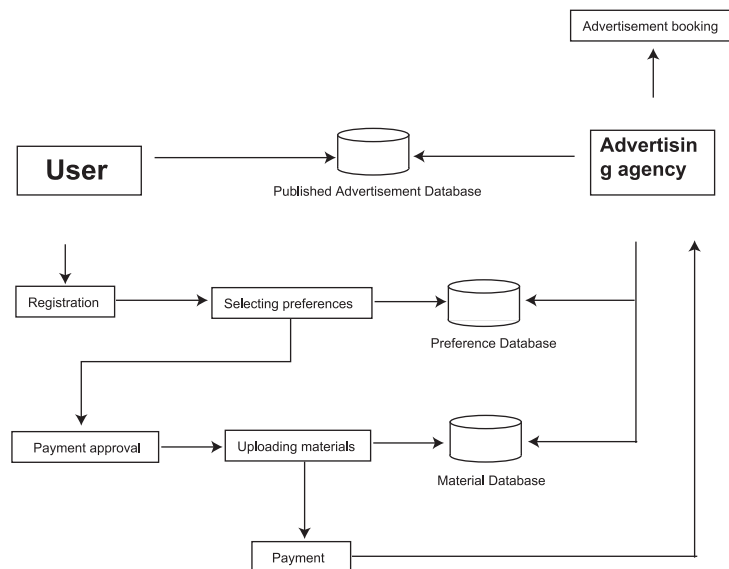 Advertisement booking
User
Advertisin
g agency
Published Advertisement Database
Registration
Selecting preferences
Preference Database
Payment approval
Uploading materials
Material Database
Payment